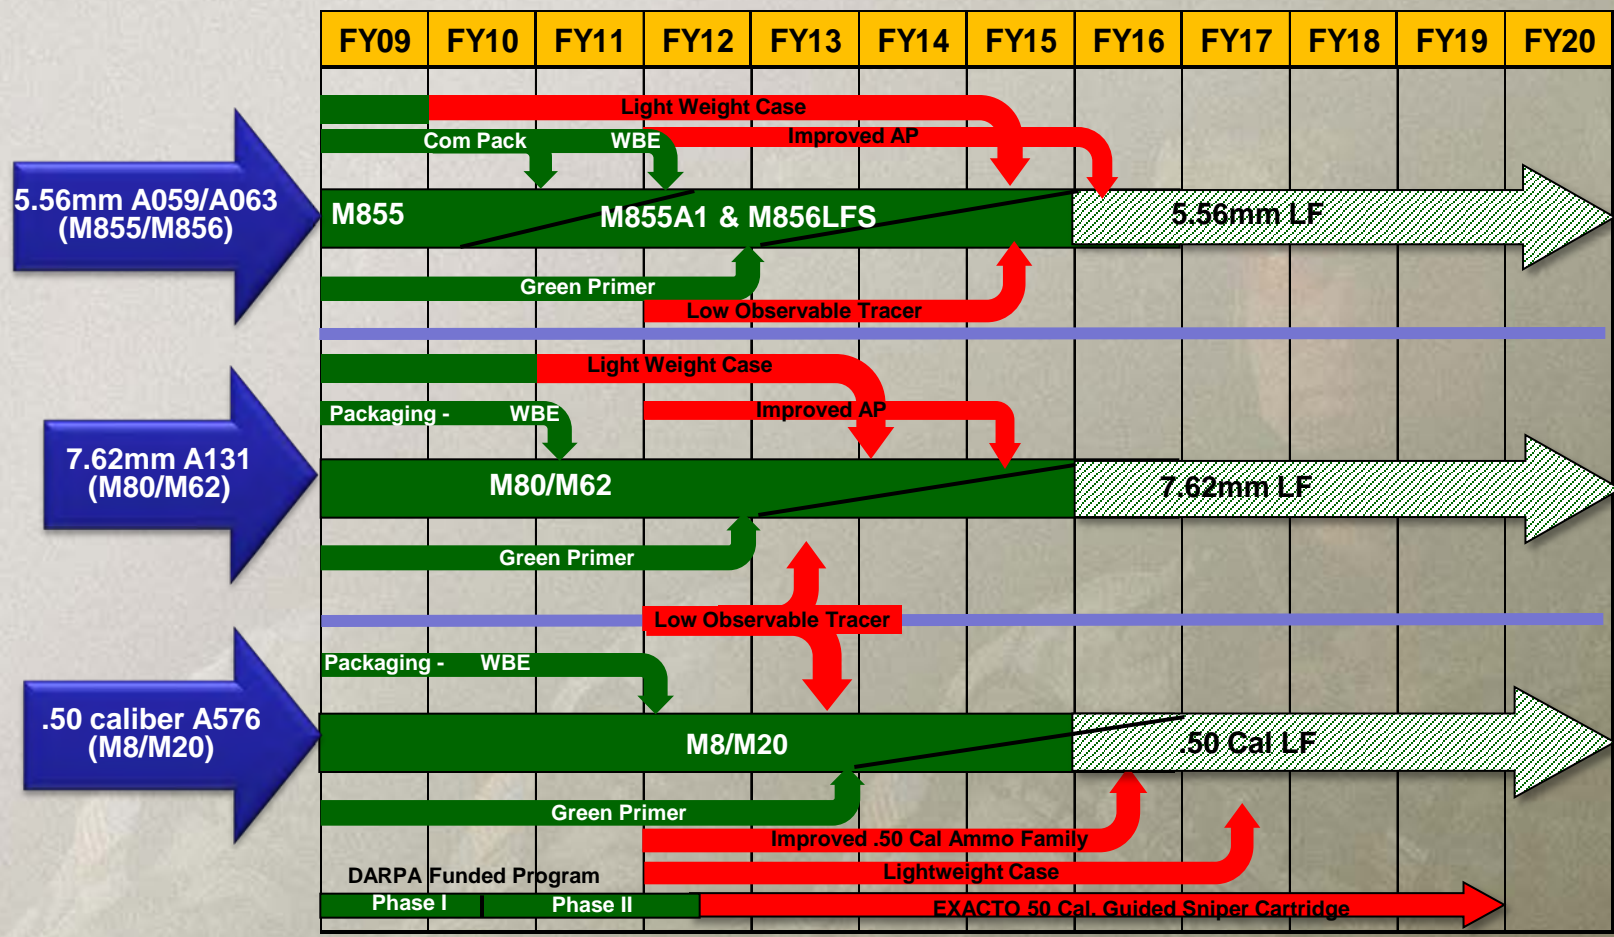 FY09 FY10 FY11 FY12 FY13 FY14 FY15 FY16 FY17 FY18 FY19 FY20
Light Weight Case
Com Pack WBE Improved AP
5.56mm A059/A063
(M855/M856)
M855 M855A1 & M856LFS 5.56mm LF
Green Primer
Low Observable Tracer
Light Weight Case
Packaging - WBE Improved AP
7.62mm A131
(M80/M62)
M80/M62 7.62mm LF
Green Primer
Low Observable Tracer
Packaging - WBE
.50 caliber A576
(M8/M20)
M8/M20 .50 Cal LF
Green Primer
Improved .50 Cal Ammo Family
DARPA Funded Program Lightweight Case
Phase I Phase II EXACTO 50 Cal. Guided Sniper Cartridge